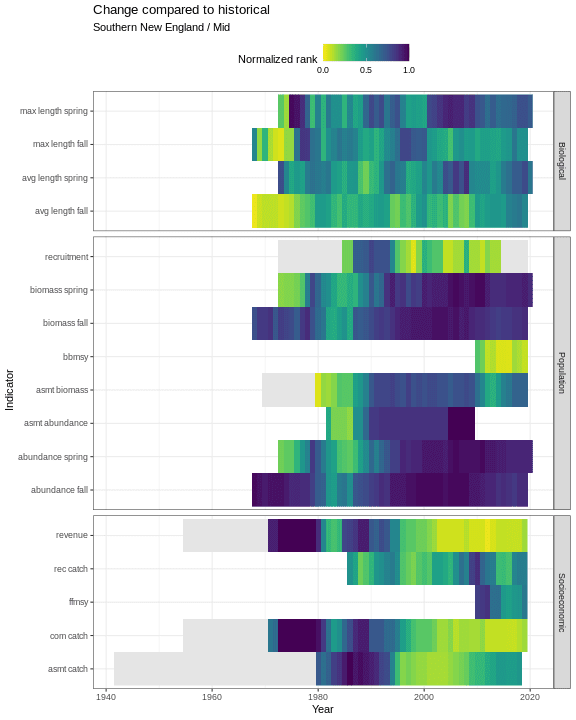 Change compared to historical
Southern New England / Mid
Normalized rank
0.0 0.5 1.0
max length spring
max length fall
avg length spring
avg length fall
Biological
recruitment
biomass spring
biomass fall
bbmsy
asmt biomass
asmt abundance
abundance spring
abundance fall
Population
revenue
rec catch
ffmsy
com catch
asmt catch
Socioeconomic
Indicator
1940 1960 1980 2000 2020
Year